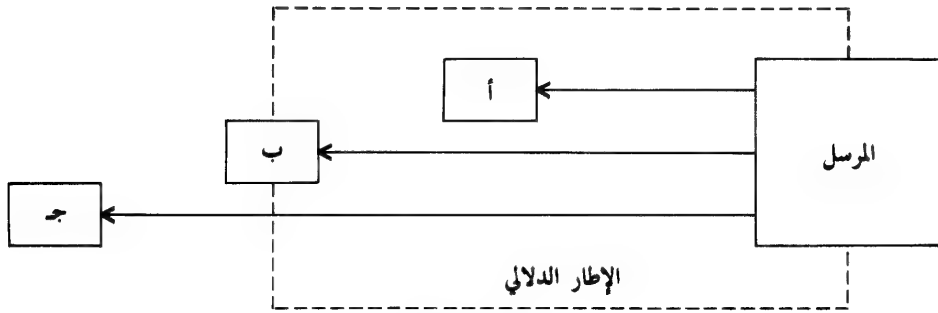 أ
ب
المرسل
جـ
الإطار الدلالي